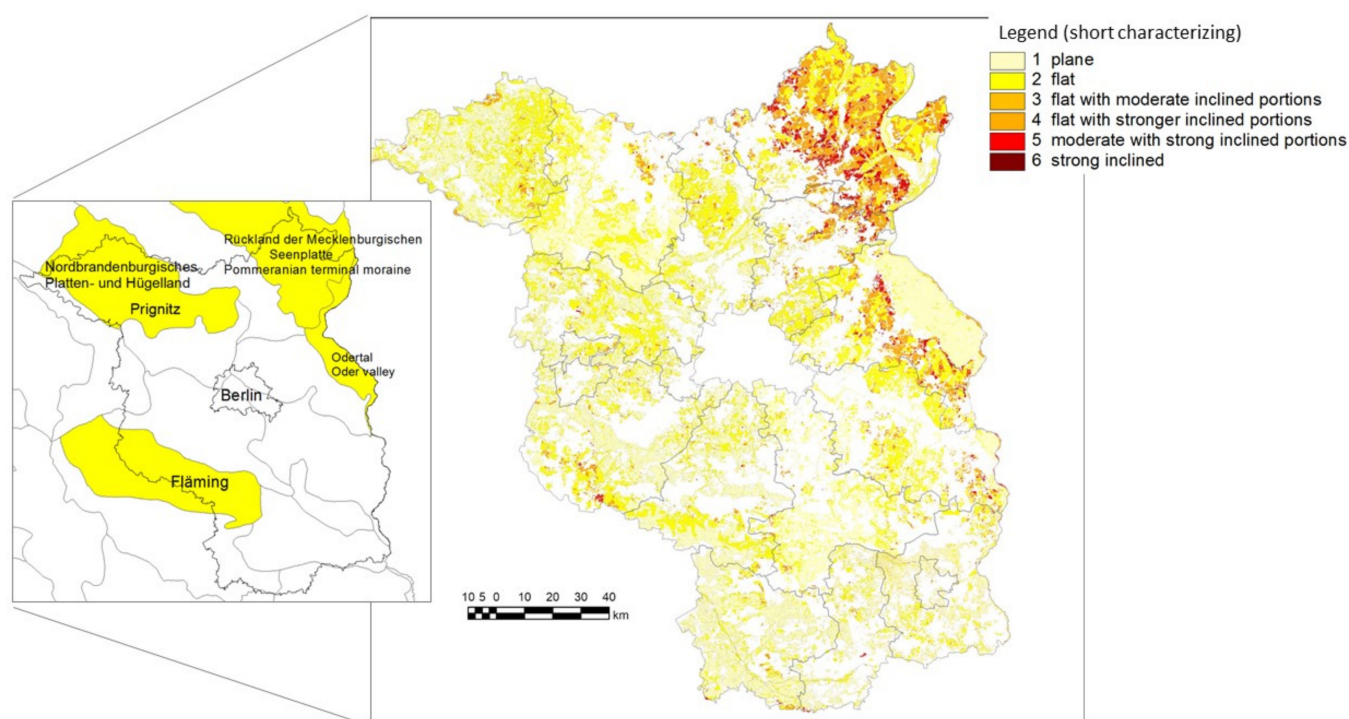 Legend (short characterizing)
1 plane
2 flat
3 flat with moderate inclined portions
4 flat with stronger inclined portions
5 moderate with strong inclined portions
6 strong inclined
Rückland der Mecklenburgischen
Seenplatte
Pommeranian terminal moraine
Nordbrandenburgisches
Platten- und Hügelland
Prignitz
Odertal
Oder valley
Berlin
Fläming
10 5 0 10 20 30 40
km